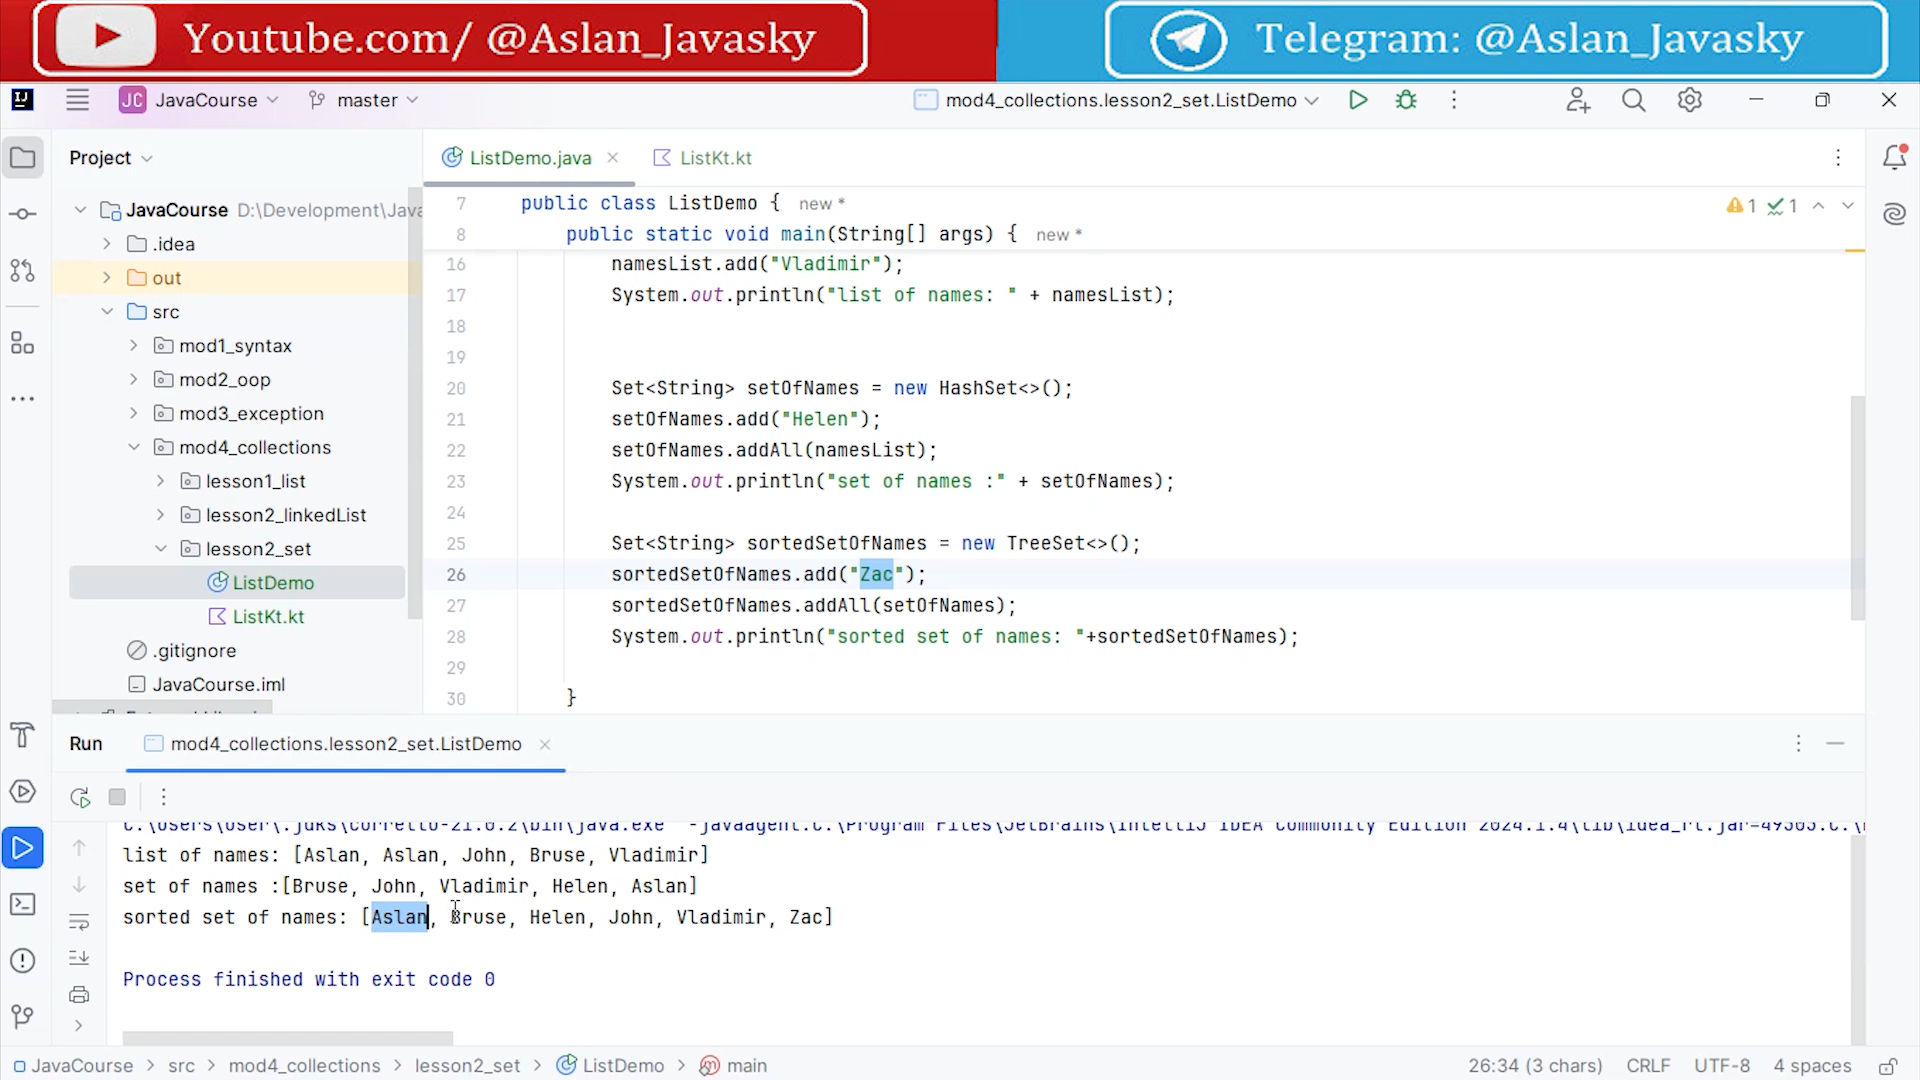 Youtube.com/ @Aslan_Javasky
Telegram: @Aslan_Javasky
IJ
JC JavaCourse
master
mod4_collections.lesson2_set.ListDemo
Project
ListDemo.java
ListKt.kt
JavaCourse D:\Development\Java
.idea
out
src
mod1_syntax
mod2_oop
mod3_exception
mod4_collections
lesson1_list
lesson2_linkedList
lesson2_set
ListDemo
ListKt.kt
.gitignore
JavaCourse.iml
1 1
7 public class ListDemo { new *
8 public static void main(String[] args) { new *
16 namesList.add("Vladimir");
17 System.out.println("list of names: " + namesList);
18
19
20 Set<String> setOfNames = new HashSet<>();
21 setOfNames.add("Helen");
22 setOfNames.addAll(namesList);
23 System.out.println("set of names :" + setOfNames);
24
25 Set<String> sortedSetOfNames = new TreeSet<>();
26 sortedSetOfNames.add("Zac");
27 sortedSetOfNames.addAll(setOfNames);
28 System.out.println("sorted set of names: "+sortedSetOfNames);
29
30 }
Run
mod4_collections.lesson2_set.ListDemo
list of names: [Aslan, Aslan, John, Bruse, Vladimir]
set of names :[Bruse, John, Vladimir, Helen, Aslan]
sorted set of names: [Aslan, Bruse, Helen, John, Vladimir, Zac]
Process finished with exit code 0
JavaCourse > src > mod4_collections > lesson2_set > ListDemo > m main
26:34 (3 chars) CRLF UTF-8 4 spaces